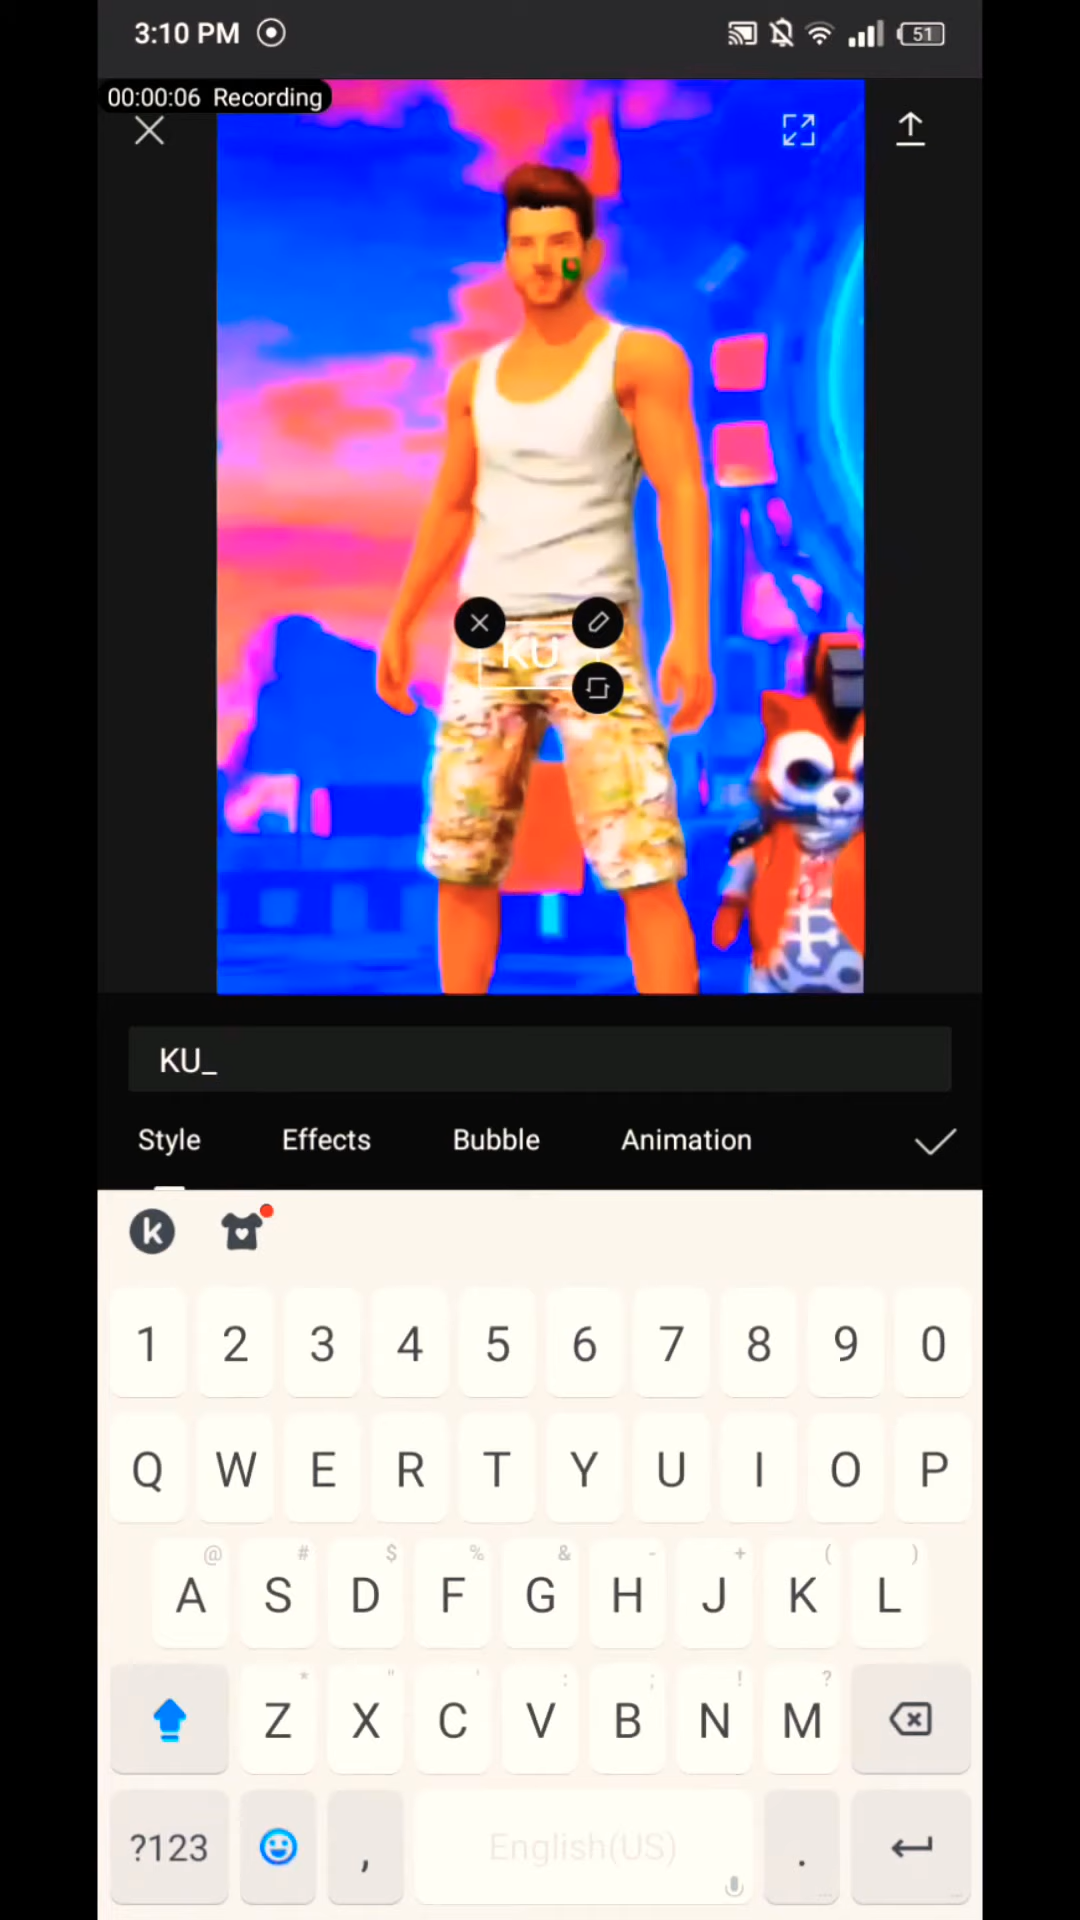 3:10 PM
51
00:00:06 Recording
KU
KU_
Style Effects Bubble Animation
k
1 2 3 4 5 6 7 8 9 0
Q W E R T Y U I O P
@ # $ % & - + ( )
A S D F G H J K L
* " ' : ; ! ?
Z X C V B N M
?123 , English(US) .